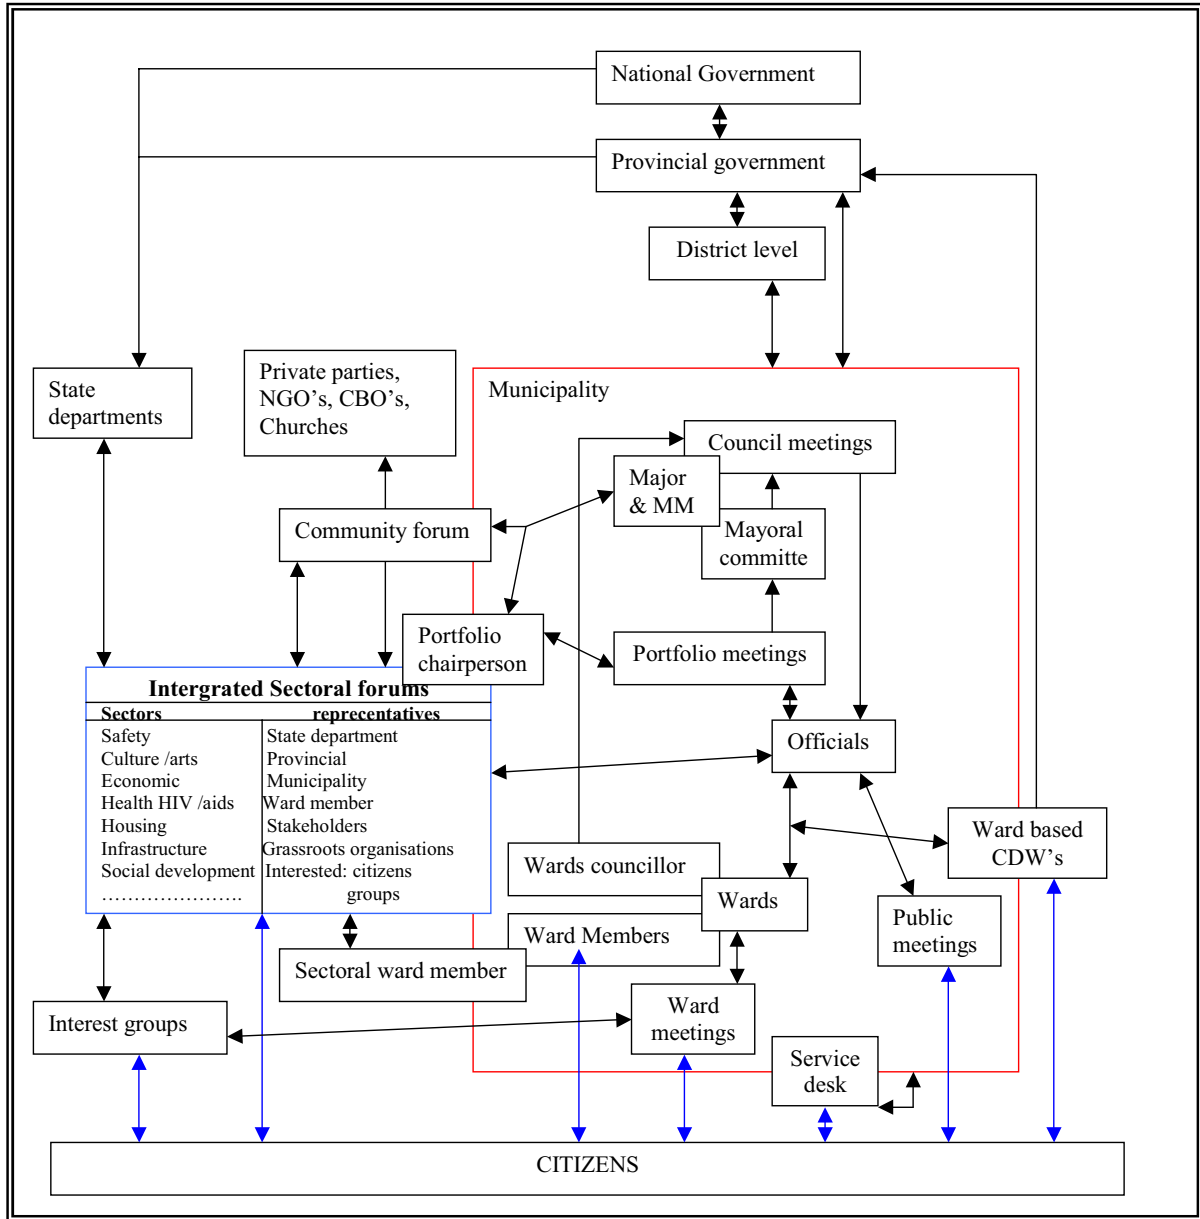 National Government
Provincial government
District level
State
departments
Private parties,
NGO's, CBO's,
Churches
Municipality
Council meetings
Major
& MM
Community forum
Mayoral
committe
Portfolio
chairperson
Portfolio meetings
Intergrated Sectoral forums
Sectors reprecentatives
Safety State department
Culture /arts Provincial
Economic Municipality
Health HIV /aids Ward member
Housing Stakeholders
Infrastructure Grassroots organisations
Social development Interested: citizens
………………….. groups
Officials
Ward based
CDW's
Wards councillor
Wards
Ward Members
Public
meetings
Sectoral ward member
Interest groups
Ward
meetings
Service
desk
CITIZENS